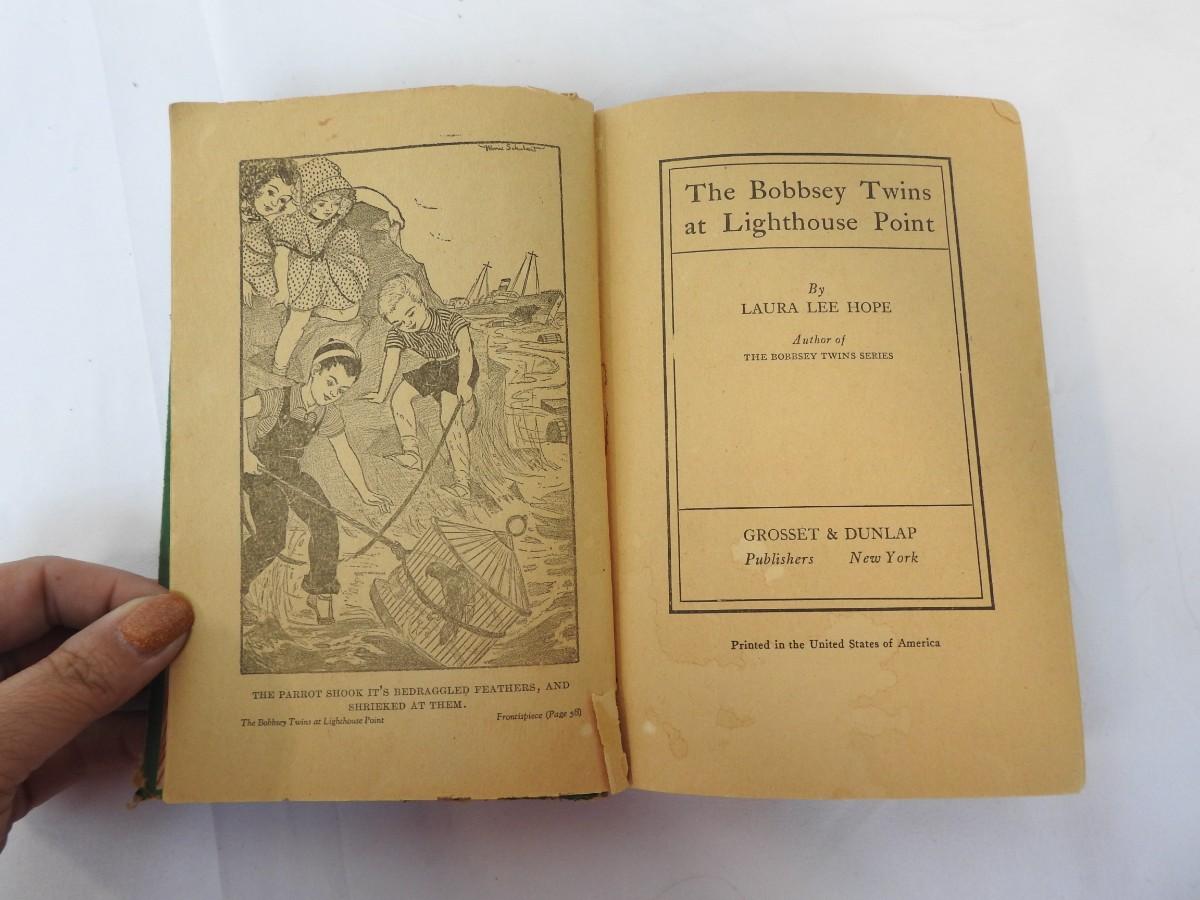 Marie Schubert
THE PARROT SHOOK IT'S BEDRAGGLED FEATHERS, AND
SHRIEKED AT THEM.
The Bobbsey Twins at Lighthouse Point
Frontispiece (Page 58)
The Bobbsey Twins
at Lighthouse Point
By
LAURA LEE HOPE
Author of
THE BOBBSEY TWINS SERIES
GROSSET & DUNLAP
Publishers New York
Printed in the United States of America